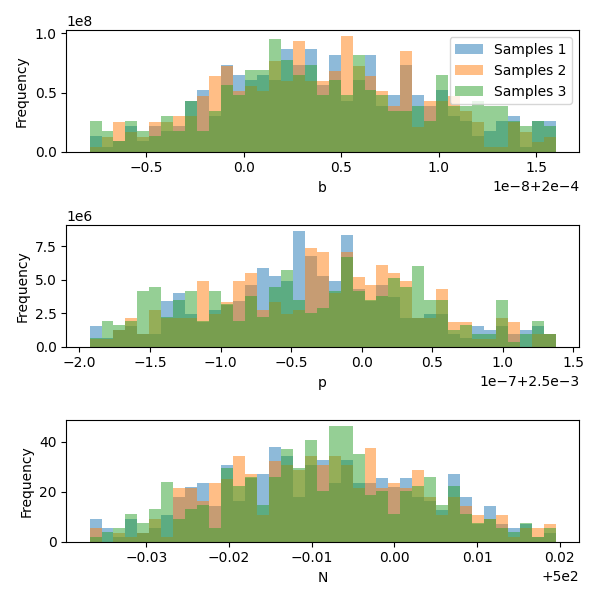 1e8
1.0
0.5
0.0
Frequency
Samples 1
Samples 2
Samples 3
−0.5 0.0 0.5 1.0 1.5
1e−8+2e−4
b
1e6
7.5
5.0
2.5
0.0
Frequency
−2.0 −1.5 −1.0 −0.5 0.0 0.5 1.0 1.5
1e−7+2.5e−3
p
40
20
0
Frequency
−0.03 −0.02 −0.01 0.00 0.01 0.02
+5e2
N